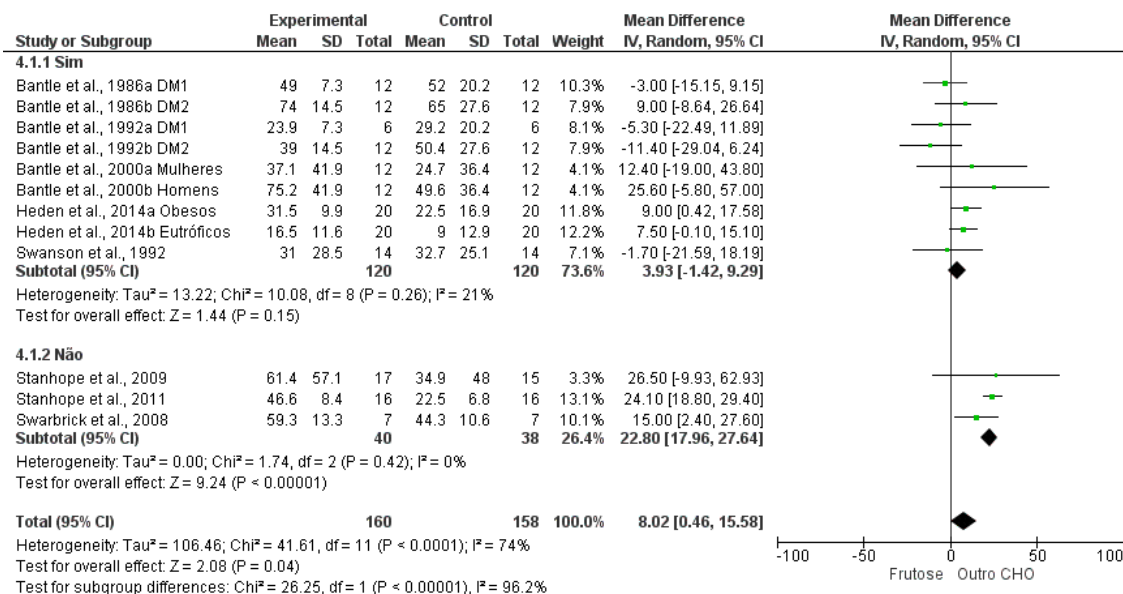 Experimental Control Mean Difference Mean Difference
Study or Subgroup Mean SD Total Mean SD Total Weight IV, Random, 95% CI IV, Random, 95% CI
4.1.1 Sim
Bantle et al., 1986a DM1 49 7.3 12 52 20.2 12 10.3% -3.00 [-15.15, 9.15]
Bantle et al., 1986b DM2 74 14.5 12 65 27.6 12 7.9% 9.00 [-8.64, 26.64]
Bantle et al., 1992a DM1 23.9 7.3 6 29.2 20.2 6 8.1% -5.30 [-22.49, 11.89]
Bantle et al., 1992b DM2 39 14.5 12 50.4 27.6 12 7.9% -11.40 [-29.04, 6.24]
Bantle et al., 2000a Mulheres 37.1 41.9 12 24.7 36.4 12 4.1% 12.40 [-19.00, 43.80]
Bantle et al., 2000b Homens 75.2 41.9 12 49.6 36.4 12 4.1% 25.60 [-5.80, 57.00]
Heden et al., 2014a Obesos 31.5 9.9 20 22.5 16.9 20 11.8% 9.00 [0.42, 17.58]
Heden et al., 2014b Eutróficos 16.5 11.6 20 9 12.9 20 12.2% 7.50 [-0.10, 15.10]
Swanson et al., 1992 31 28.5 14 32.7 25.1 14 7.1% -1.70 [-21.59, 18.19]
Subtotal (95% CI) 120 120 73.6% 3.93 [-1.42, 9.29]
Heterogeneity: Tau² = 13.22; Chi² = 10.08, df = 8 (P = 0.26); I² = 21%
Test for overall effect: Z = 1.44 (P = 0.15)
4.1.2 Não
Stanhope et al., 2009 61.4 57.1 17 34.9 48 15 3.3% 26.50 [-9.93, 62.93]
Stanhope et al., 2011 46.6 8.4 16 22.5 6.8 16 13.1% 24.10 [18.80, 29.40]
Swarbrick et al., 2008 59.3 13.3 7 44.3 10.6 7 10.1% 15.00 [2.40, 27.60]
Subtotal (95% CI) 40 38 26.4% 22.80 [17.96, 27.64]
Heterogeneity: Tau² = 0.00; Chi² = 1.74, df = 2 (P = 0.42); I² = 0%
Test for overall effect: Z = 9.24 (P < 0.00001)
Total (95% CI) 160 158 100.0% 8.02 [0.46, 15.58]
Heterogeneity: Tau² = 106.46; Chi² = 41.61, df = 11 (P < 0.0001); I² = 74%
Test for overall effect: Z = 2.08 (P = 0.04)
Test for subgroup differences: Chi² = 26.25, df = 1 (P < 0.00001), I² = 96.2%
-100 -50 0 50 100
Frutose Outro CHO